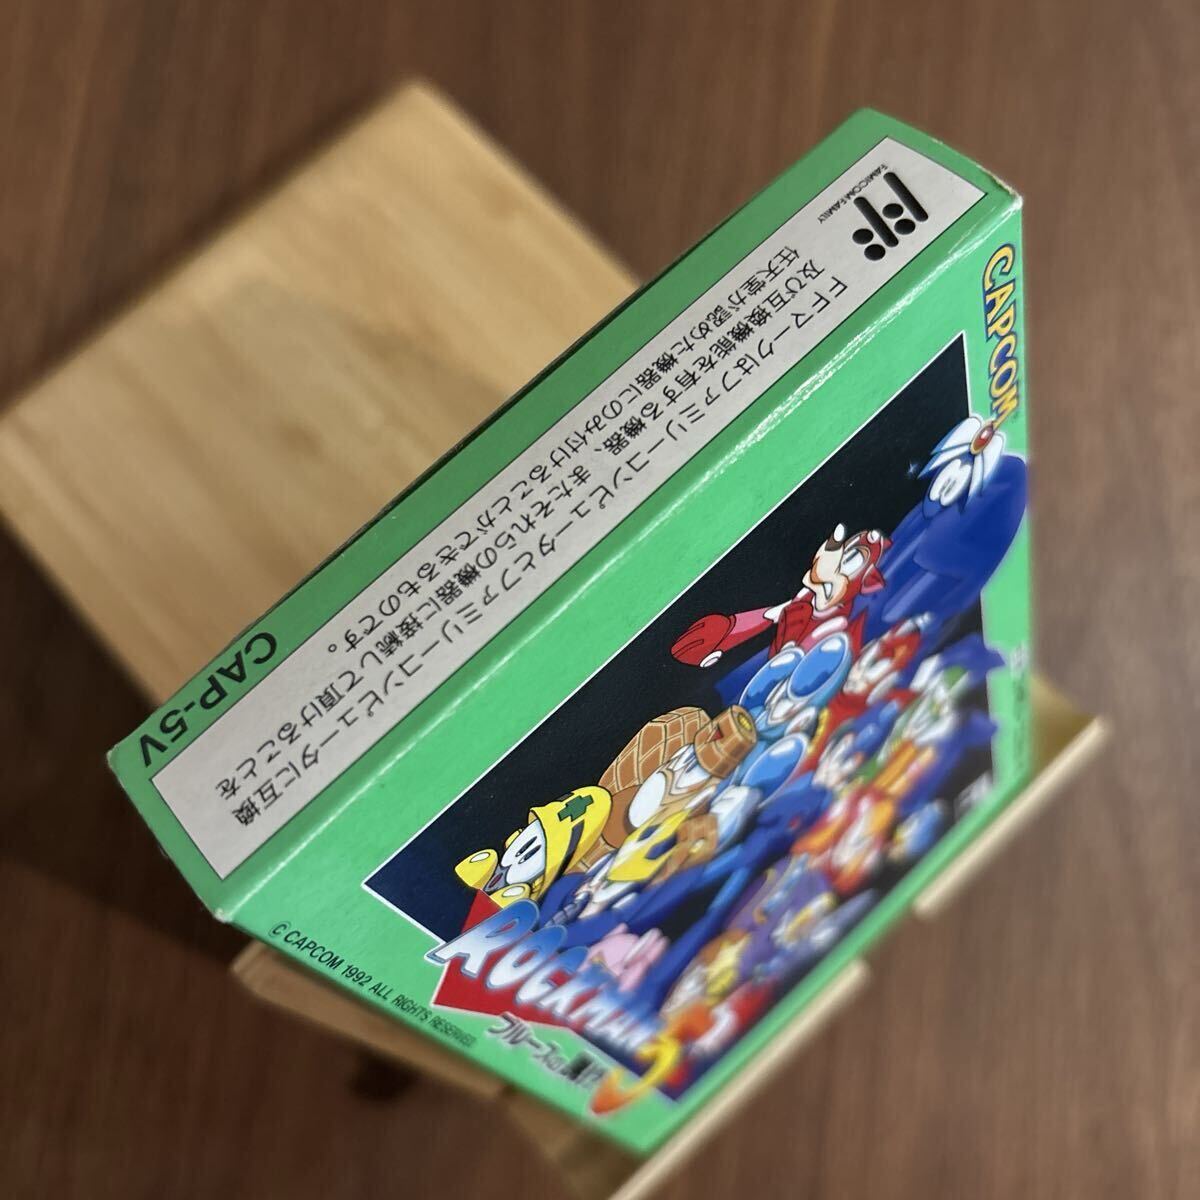 FF
FAMICOM FAMILY
FFマークはファミリーコンピュータとファミリーコンピュータに互換
及び互換機能を有する機器、またそれらの機器に接続して頂けることを
任天堂が認めた機器にのみ付けることができるものです。
CAP-5V
CAPCOM
ROCKMAN 5
ブルースの罠!?
© CAPCOM 1992 ALL RIGHTS RESERVED.